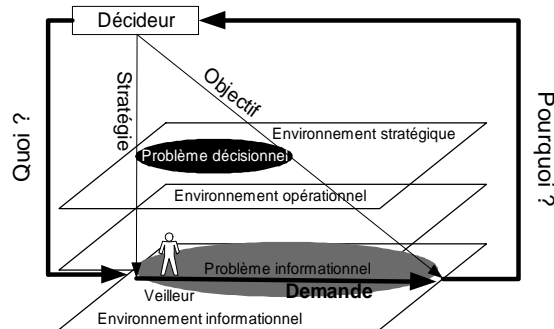 Décideur
Stratégie
Objectif
Quoi ?
Pourquoi ?
Environnement stratégique
Problème décisionnel
Environnement opérationnel
Problème informationnel
Demande
Veilleur
Environnement informationnel